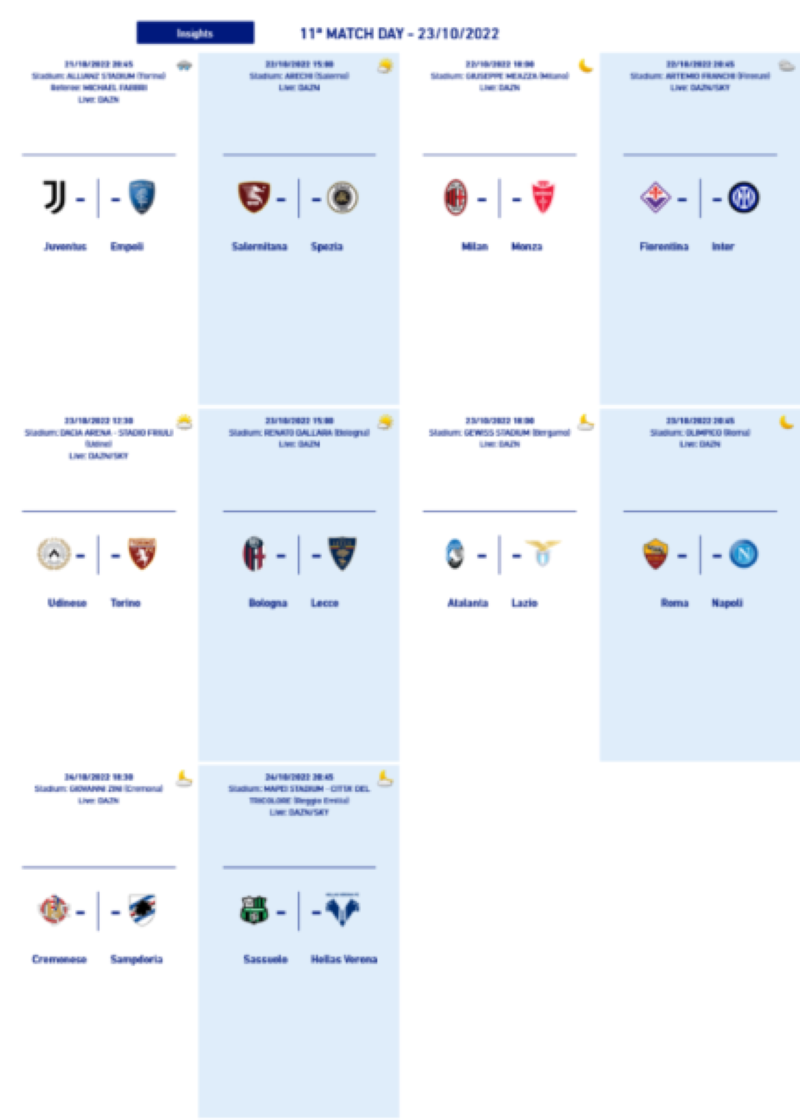 Insights
11ª MATCH DAY - 23/10/2022
21/10/2022 20:45
Stadium: ALLIANZ STADIUM (Torino)
Referee: MICHAEL FABBRI
Live: DAZN
Juventus Empoli
22/10/2022 15:00
Stadium: ARECHI (Salerno)
Live: DAZN
Salernitana Spezia
22/10/2022 18:00
Stadium: GIUSEPPE MEAZZA (Milano)
Live: DAZN
Milan Monza
22/10/2022 20:45
Stadium: ARTEMIO FRANCHI (Firenze)
Live: DAZN/SKY
Fiorentina Inter
23/10/2022 12:30
Stadium: DACIA ARENA - STADIO FRIULI
(Udine)
Live: DAZN/SKY
Udinese Torino
23/10/2022 15:00
Stadium: RENATO DALL'ARA (Bologna)
Live: DAZN
Bologna Lecce
23/10/2022 18:00
Stadium: GEWISS STADIUM (Bergamo)
Live: DAZN
Atalanta Lazio
23/10/2022 20:45
Stadium: OLIMPICO (Roma)
Live: DAZN
Roma Napoli
24/10/2022 18:30
Stadium: GIOVANNI ZINI (Cremona)
Live: DAZN
Cremonese Sampdoria
24/10/2022 20:45
Stadium: MAPEI STADIUM - CITTA' DEL
TRICOLORE (Reggio Emilia)
Live: DAZN/SKY
Sassuolo Hellas Verona